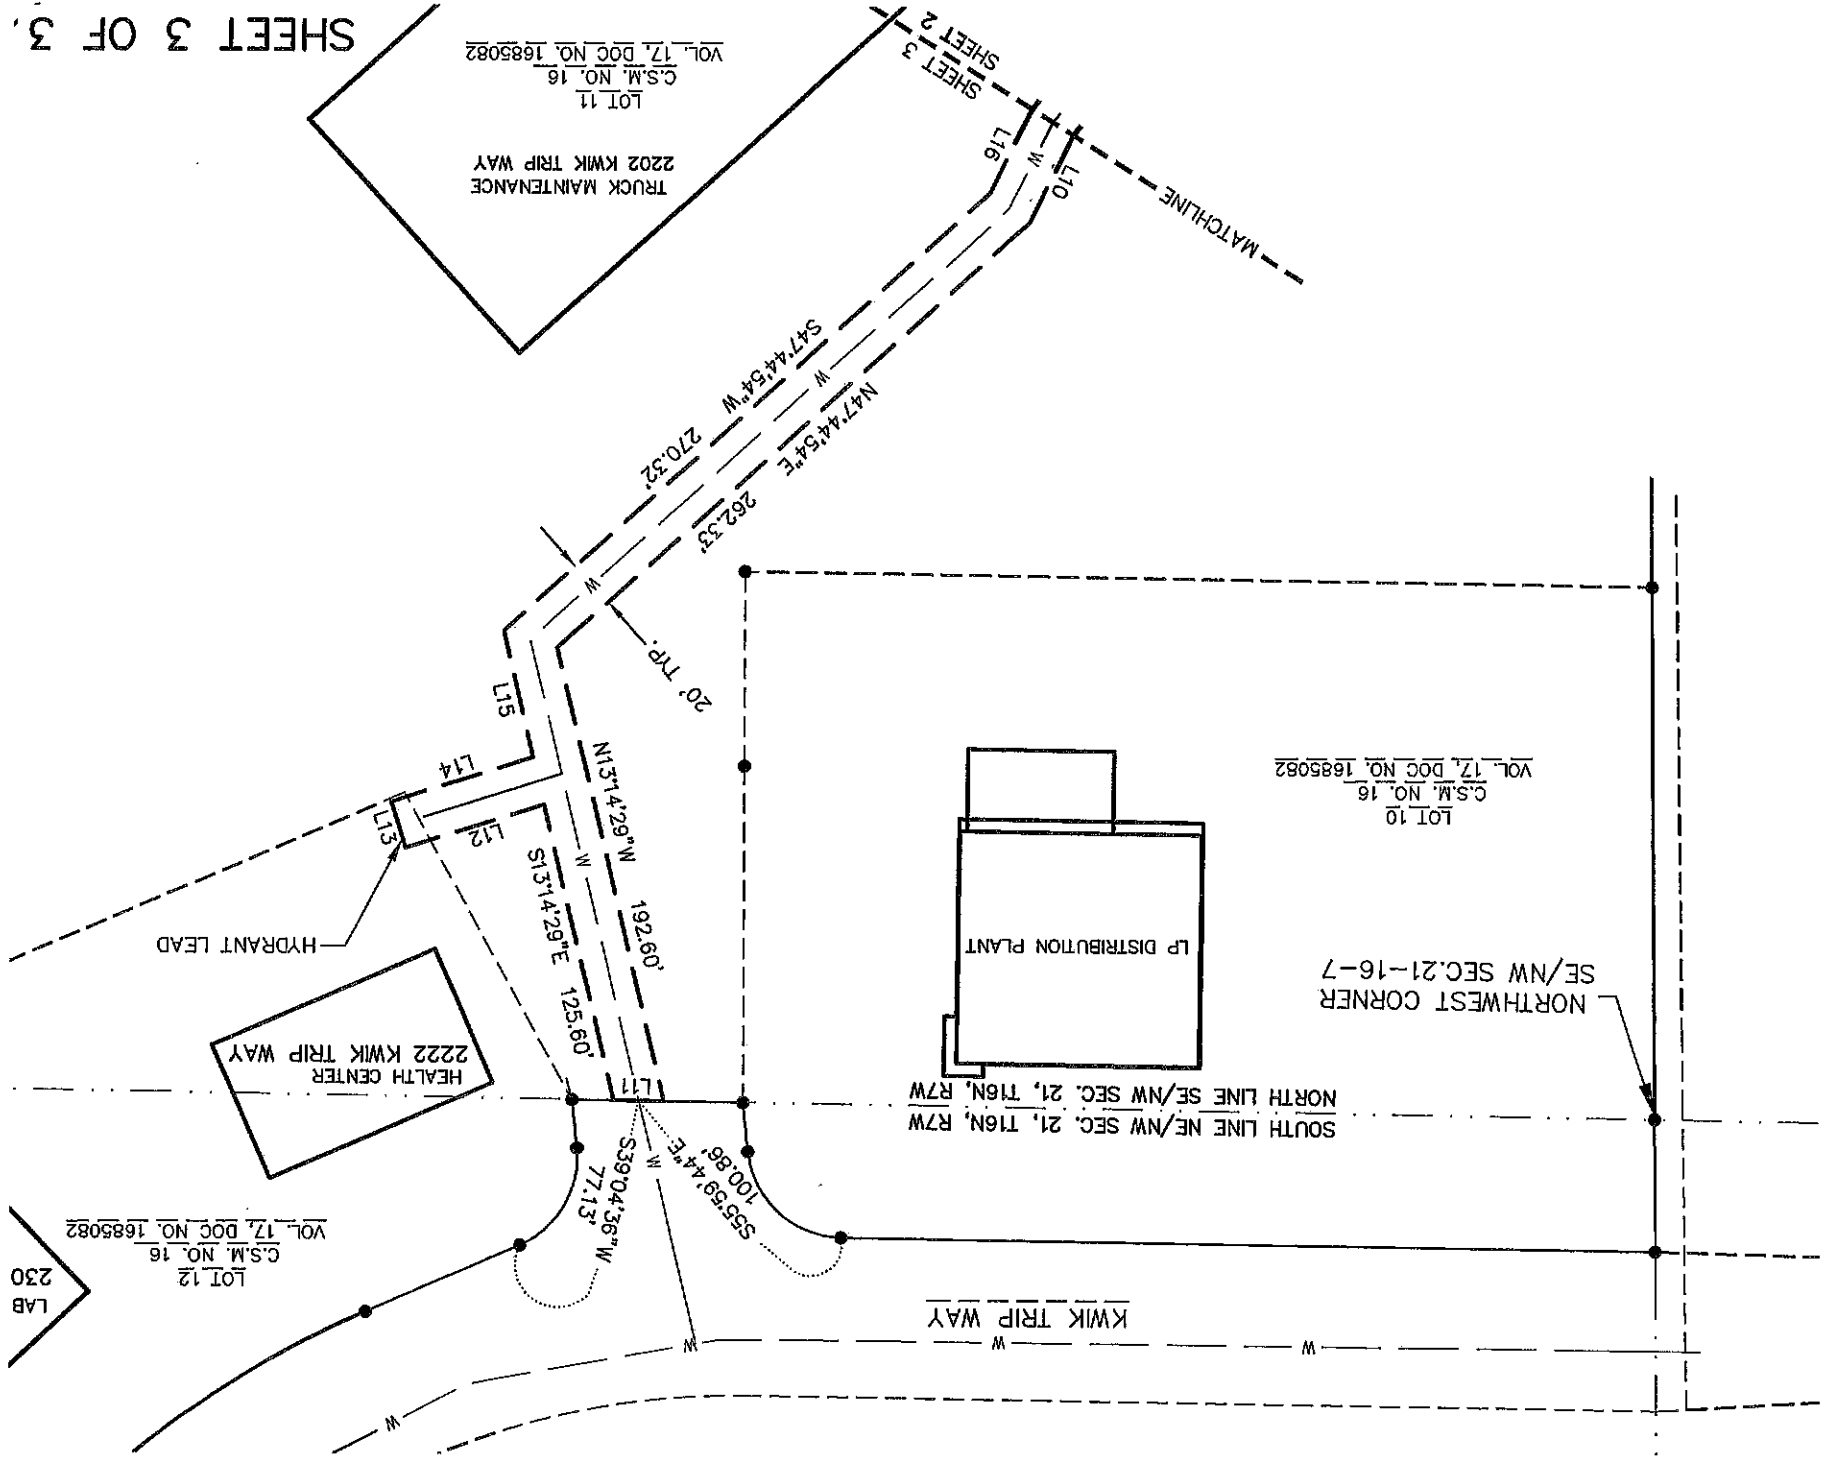 KWIK TRIP WAY
W
W
W
W
LAB
230
LOT 12
C.S.M. NO. 16
VOL. 17, DOC NO. 1685082
S55°59'44"E
100.86'
S39°04'36"W
77.13'
W
SOUTH LINE NE/NW SEC. 21, T16N, R7W
NORTH LINE SE/NW SEC. 21, T16N, R7W
L11
HEALTH CENTER
2222 KWIK TRIP WAY
NORTHWEST CORNER
SE/NW SEC.21-16-7
LP DISTRIBUTION PLANT
HYDRANT LEAD
N13°14'29"W 192.60'
S13°14'29"E 125.60'
W
L12
L13
L14
L15
LOT 10
C.S.M. NO. 16
VOL. 17, DOC NO. 1685082
20' TYP.
W
N47°44'54"E 262.33'
S47°44'54"W 270.32'
W
MATCHLINE
L10
W
L16
SHEET 3
SHEET 2
TRUCK MAINTENANCE
2202 KWIK TRIP WAY
LOT 11
C.S.M. NO. 16
VOL. 17, DOC NO. 1685082
SHEET 3 OF 3.